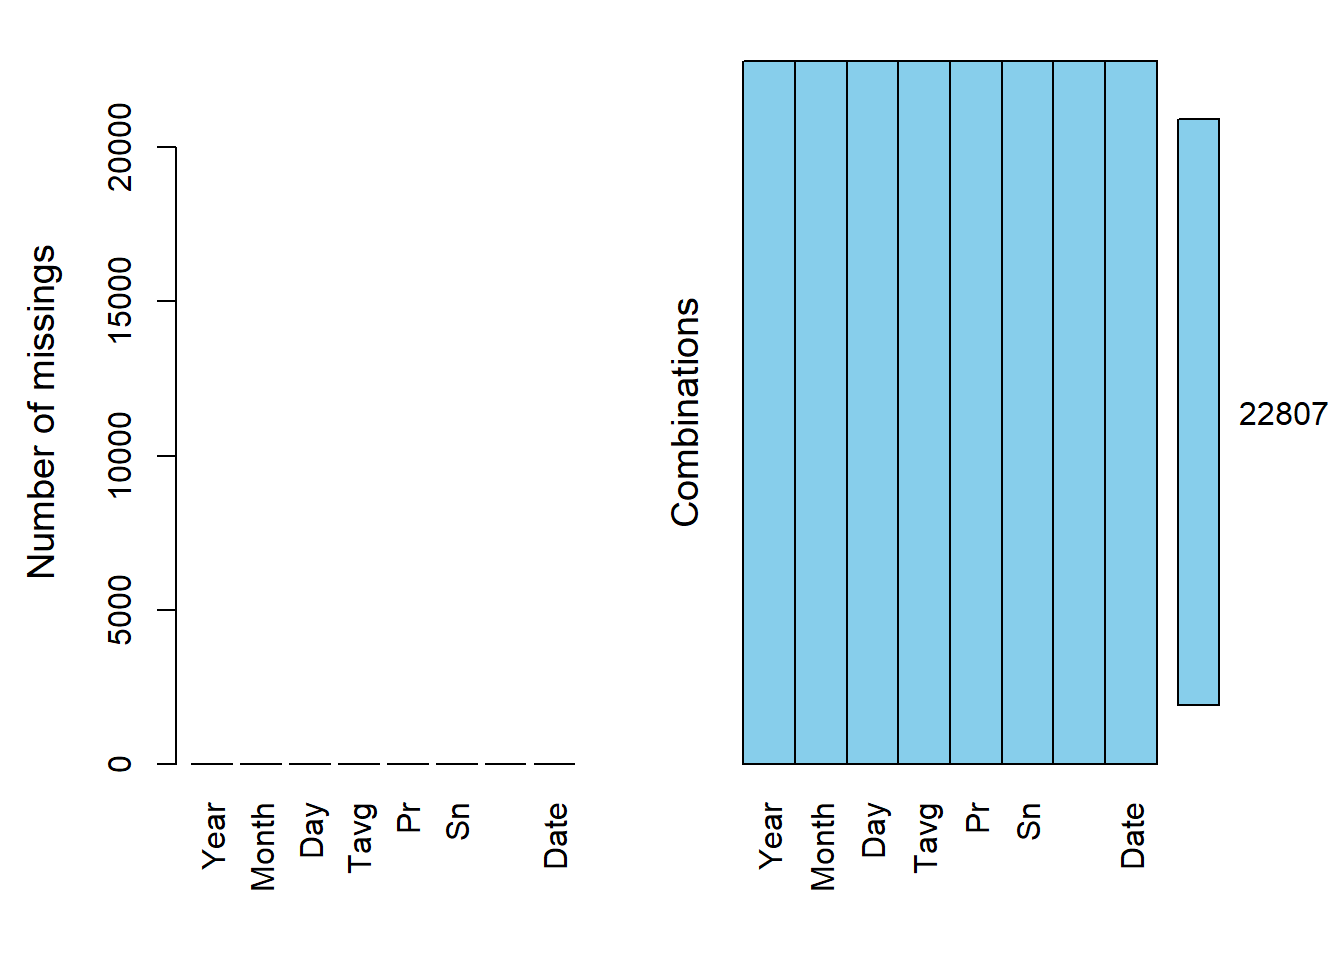 Number of missings
20000
15000
10000
5000
0
Year
Month
Day
Tavg
Pr
Sn
Date
Combinations
Year
Month
Day
Tavg
Pr
Sn
Date
22807